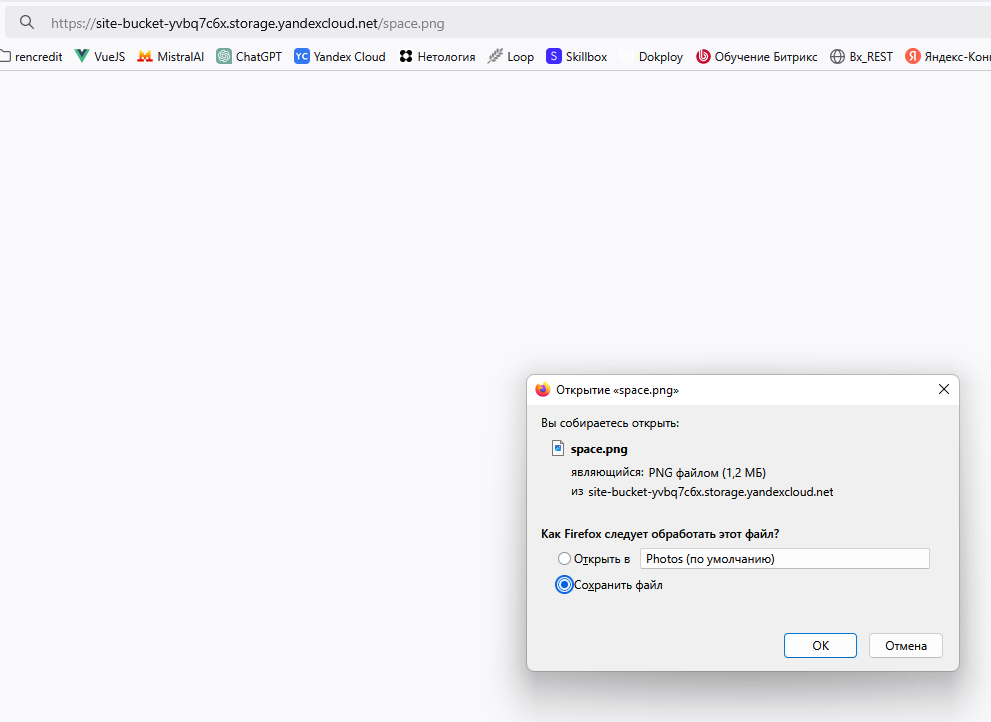 https://site-bucket-yvbq7c6x.storage.yandexcloud.net/space.png
rencredit VueJS MistralAI ChatGPT YC Yandex Cloud Нетология Loop S Skillbox Dokploy b Обучение Битрикс Bx_REST Я Яндекс-Кон
Открытие «space.png»
Вы собираетесь открыть:
space.png
являющийся: PNG файлом (1,2 МБ)
из site-bucket-yvbq7c6x.storage.yandexcloud.net
Как Firefox следует обработать этот файл?
Открыть в Photos (по умолчанию)
Сохранить файл
OK Отмена